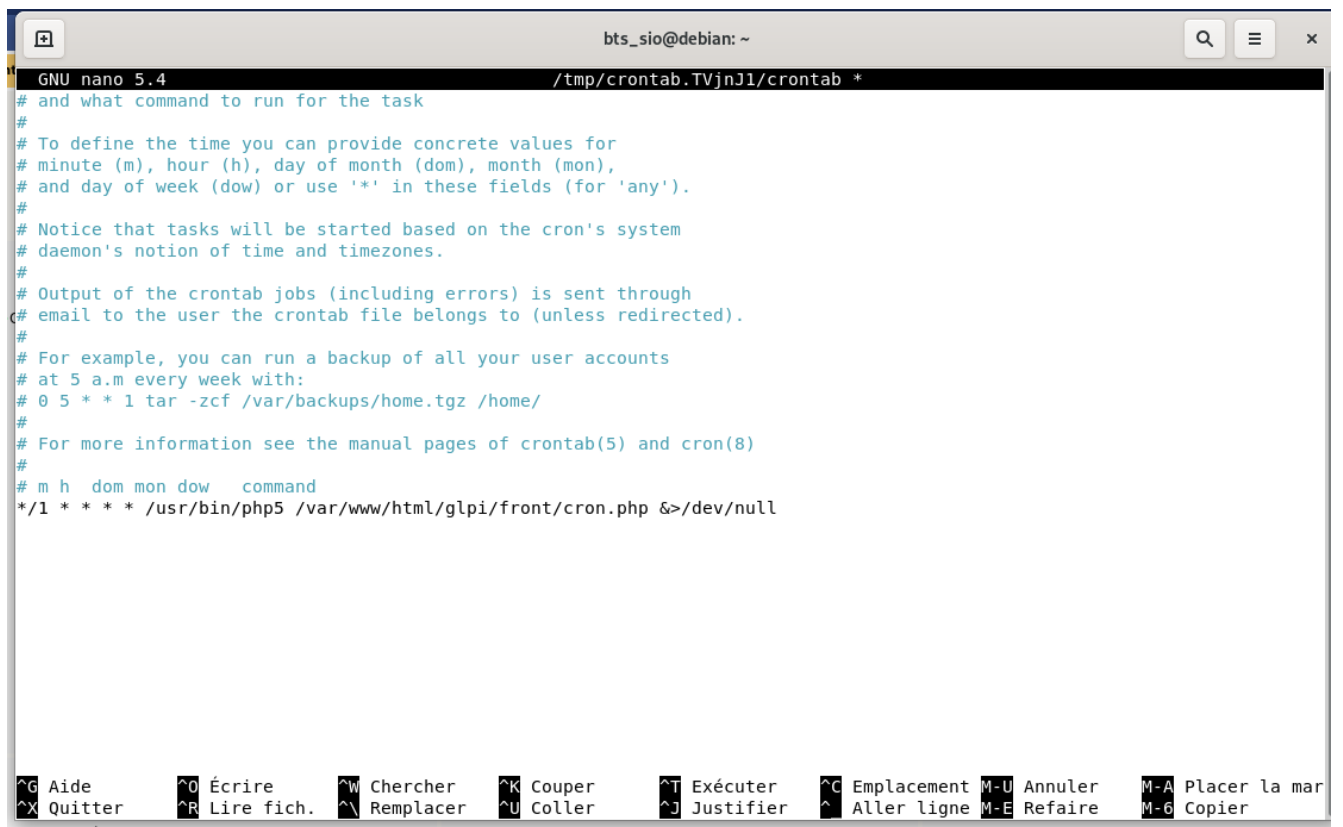 bts_sio@debian: ~
GNU nano 5.4 /tmp/crontab.TVjnJ1/crontab *
# and what command to run for the task
#
# To define the time you can provide concrete values for
# minute (m), hour (h), day of month (dom), month (mon),
# and day of week (dow) or use '*' in these fields (for 'any').
#
# Notice that tasks will be started based on the cron's system
# daemon's notion of time and timezones.
#
# Output of the crontab jobs (including errors) is sent through
# email to the user the crontab file belongs to (unless redirected).
#
# For example, you can run a backup of all your user accounts
# at 5 a.m every week with:
# 0 5 * * 1 tar -zcf /var/backups/home.tgz /home/
#
# For more information see the manual pages of crontab(5) and cron(8)
#
# m h  dom mon dow   command
*/1 * * * * /usr/bin/php5 /var/www/html/glpi/front/cron.php &>/dev/null
^G Aide ^O Écrire ^W Chercher ^K Couper ^T Exécuter ^C Emplacement M-U Annuler M-A Placer la mar
^X Quitter ^R Lire fich. ^\ Remplacer ^U Coller ^J Justifier ^_ Aller ligne M-E Refaire M-6 Copier